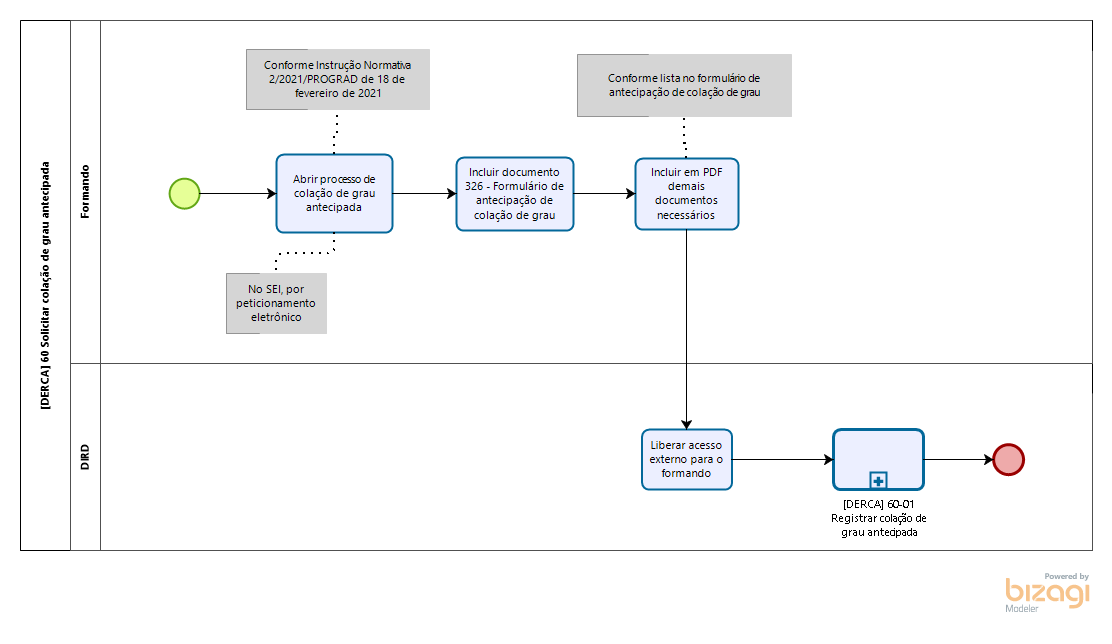 [DERCA] 60 Solicitar colação de grau antecipada
Formando
Conforme Instrução Normativa
2/2021/PROGRAD de 18 de
fevereiro de 2021
Conforme lista no formulário de
antecipação de colação de grau
Abrir processo de
colação de grau
antecipada
Incluir documento
326 - Formulário de
antecipação de
colação de grau
Incluir em PDF
demais
documentos
necessários
No SEI, por
peticionamento
eletrônico
DIRD
Liberar acesso
externo para o
formando
[DERCA] 60-01
Registrar colação de
grau antecipada
Powered by
bizagi
Modeler